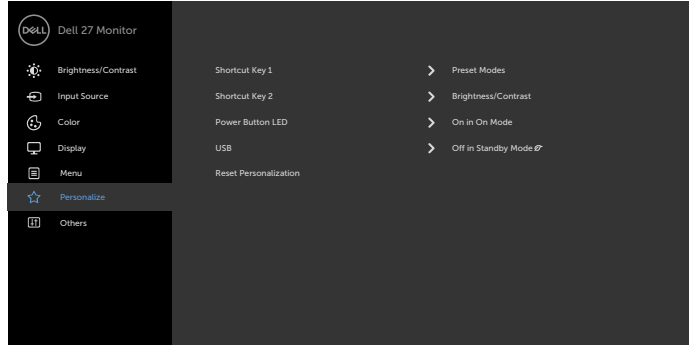 DELL Dell 27 Monitor
Brightness/Contrast
Input Source
Color
Display
Menu
Personalize
Others
Shortcut Key 1 Preset Modes
Shortcut Key 2 Brightness/Contrast
Power Button LED On in On Mode
USB Off in Standby Mode
Reset Personalization